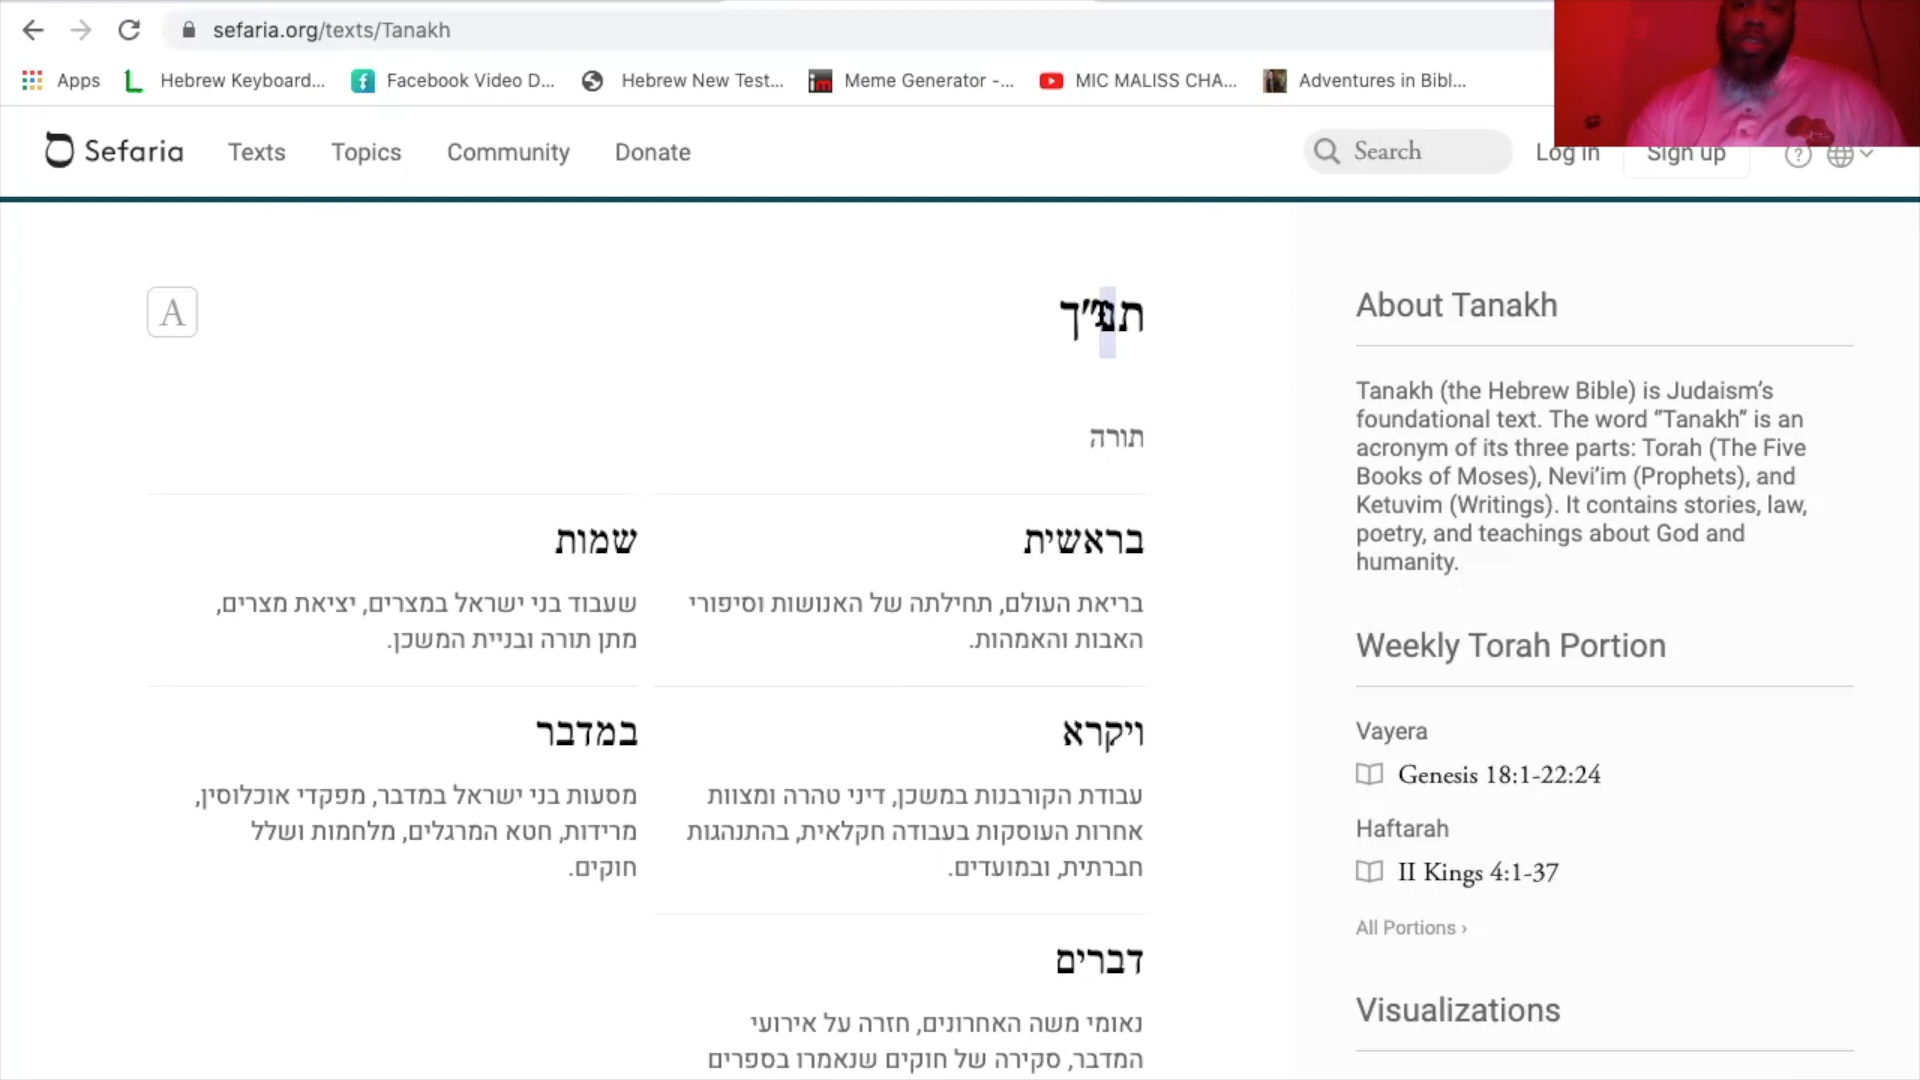 sefaria.org/texts/Tanakh
Apps
Hebrew Keyboard...
Facebook Video D...
Hebrew New Test...
Meme Generator -...
MIC MALISS CHA...
Adventures in Bibl...
Sefaria
Texts
Topics
Community
Donate
Search
Log in
Sign up
A
תנ"ך
תורה
בראשית
בריאת העולם, תחילתה של האנושות וסיפורי
האבות והאמהות.
שמות
שעבוד בני ישראל במצרים, יציאת מצרים,
מתן תורה ובניית המשכן.
ויקרא
עבודת הקורבנות במשכן, דיני טהרה ומצוות
אחרות העוסקות בעבודה חקלאית, בהתנהגות
חברתית, ובמועדים.
במדבר
מסעות בני ישראל במדבר, מפקדי אוכלוסין,
מרידות, חטא המרגלים, מלחמות ושלל
חוקים.
דברים
נאומי משה האחרונים, חזרה על אירועי
המדבר, סקירה של חוקים שנאמרו בספרים
About Tanakh
Tanakh (the Hebrew Bible) is Judaism’s
foundational text. The word “Tanakh” is an
acronym of its three parts: Torah (The Five
Books of Moses), Nevi’im (Prophets), and
Ketuvim (Writings). It contains stories, law,
poetry, and teachings about God and
humanity.
Weekly Torah Portion
Vayera
Genesis 18:1-22:24
Haftarah
II Kings 4:1-37
All Portions ›
Visualizations